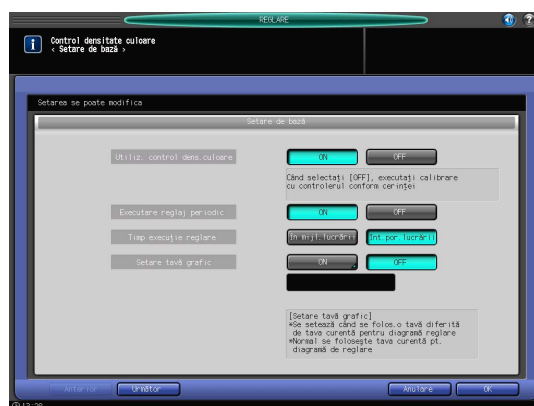 REGLARE
Control densitate culoare
< Setare de bază >
Setarea se poate modifica
Setare de bază
Utiliz. control dens.culoare
ON
OFF
Când selectați [OFF], executați calibrare
cu controlerul conform cerinței
Executare reglaj periodic
ON
OFF
Timp execuție reglare
În mijl.lucrării
Înt.por.lucrării
Setare tavă grafic
ON
OFF
[Setare tavă grafic]
*Se setează când se folos.o tavă diferită
de tava curentă pentru diagramă reglare
*Normal se folosește tava curentă pt.
diagramă de reglare
Anterior
Următor
Anulare
OK